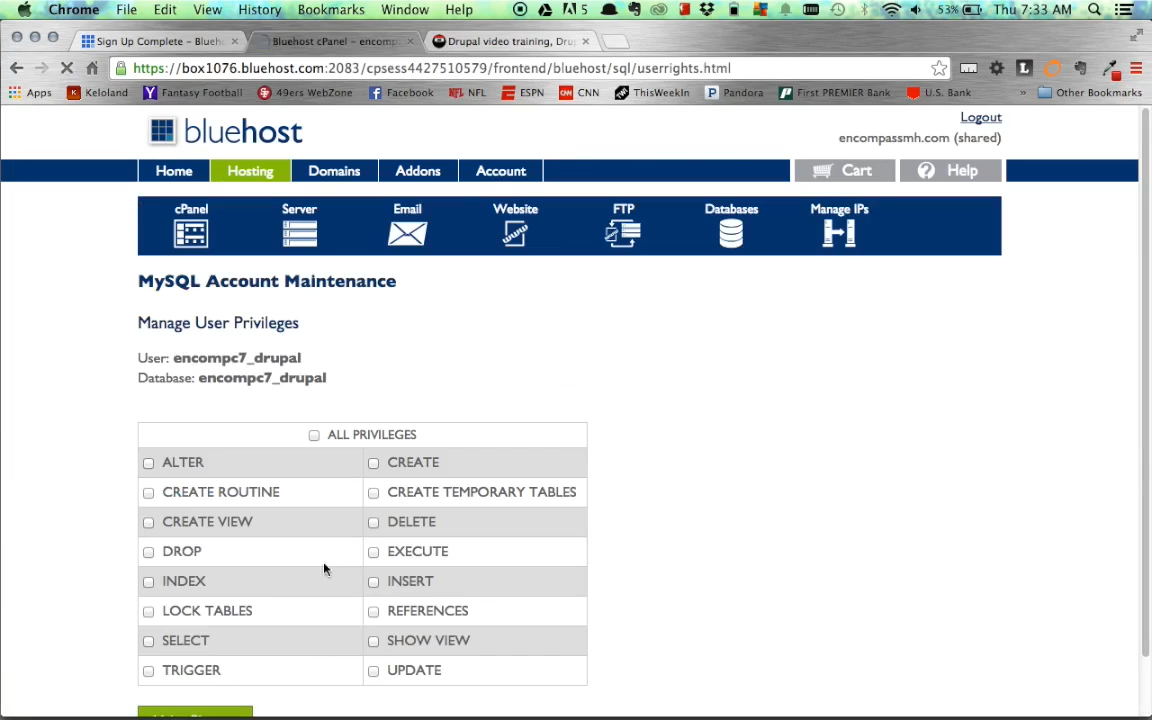 Chrome File Edit View History Bookmarks Window Help 5 53% Thu 7:33 AM
Sign Up Complete – Blueh Bluehost cPanel – encomp Drupal video training, Dru
https://box1076.bluehost.com:2083/cpsess4427510579/frontend/bluehost/sql/userrights.html
Apps Keloland Fantasy Football 49ers WebZone Facebook NFL ESPN CNN ThisWeekIn Pandora First PREMIER Bank U.S. Bank » Other Bookmarks
Logout
bluehost
encompassmh.com (shared)
Home Hosting Domains Addons Account Cart Help
cPanel Server Email Website FTP Databases Manage IPs
MySQL Account Maintenance
Manage User Privileges
User: encompc7_drupal
Database: encompc7_drupal
ALL PRIVILEGES
ALTER CREATE
CREATE ROUTINE CREATE TEMPORARY TABLES
CREATE VIEW DELETE
DROP EXECUTE
INDEX INSERT
LOCK TABLES REFERENCES
SELECT SHOW VIEW
TRIGGER UPDATE